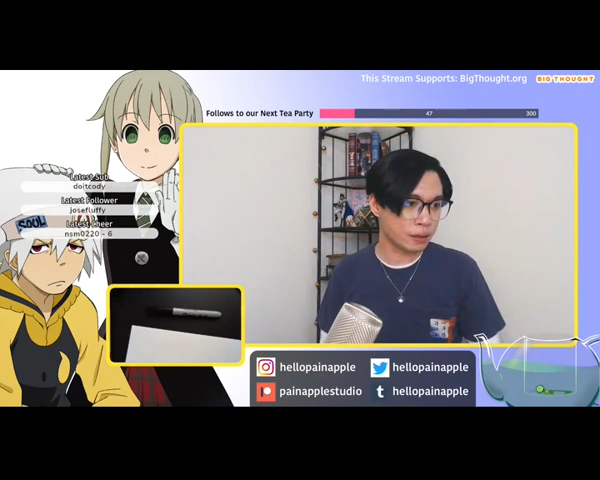 This Stream Supports: BigThought.org
BIG THOUGHT
Follows to our Next Tea Party
47
300
Latest Sub
doitcody
Latest Follower
josefluffy
Latest Cheer
nsm0220 - 6
SOUL
hellopainapple
hellopainapple
painapplestudio
hellopainapple